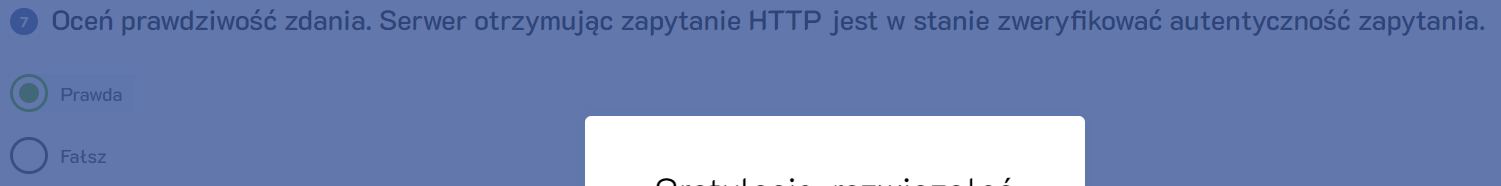 7 Oceń prawdziwość zdania. Serwer otrzymując zapytanie HTTP jest w stanie zweryfikować autentyczność zapytania.
Prawda
Fałsz